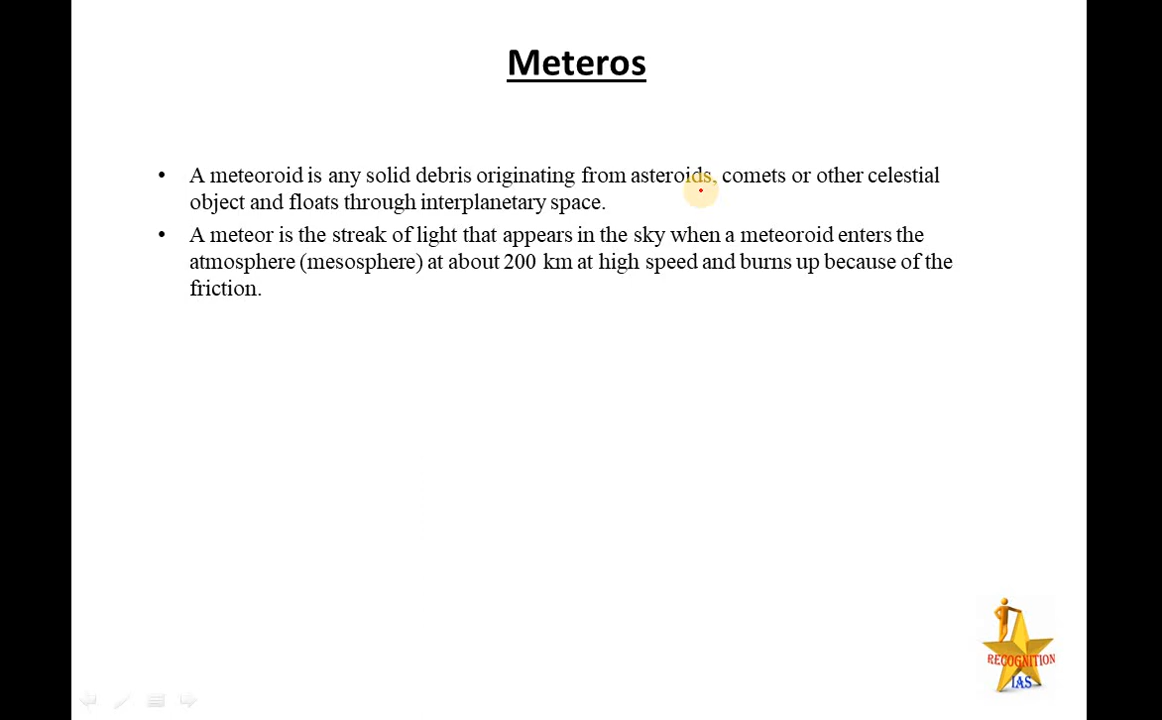 Meteros
• A meteoroid is any solid debris originating from asteroids, comets or other celestial
object and floats through interplanetary space.
• A meteor is the streak of light that appears in the sky when a meteoroid enters the
atmosphere (mesosphere) at about 200 km at high speed and burns up because of the
friction.
RECOGNITION
IAS